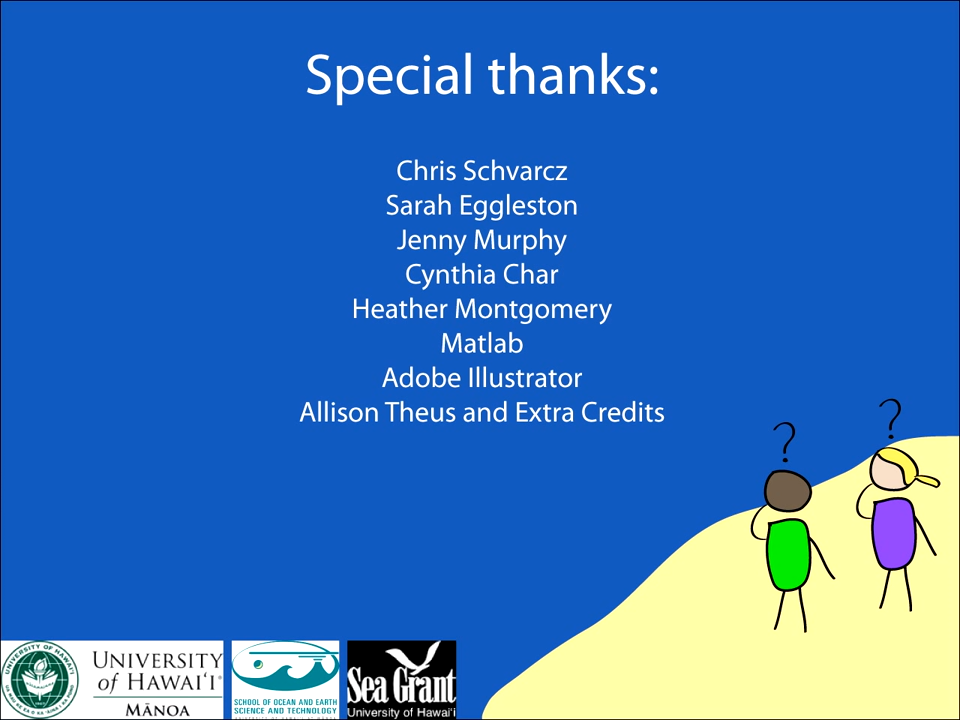 Special thanks:
Chris Schvarcz
Sarah Eggleston
Jenny Murphy
Cynthia Char
Heather Montgomery
Matlab
Adobe Illustrator
Allison Theus and Extra Credits
?
?
UNIVERSITY
of HAWAIʻI®
MĀNOA
SCHOOL OF OCEAN AND EARTH
SCIENCE AND TECHNOLOGY
Sea Grant
University of Hawai'i